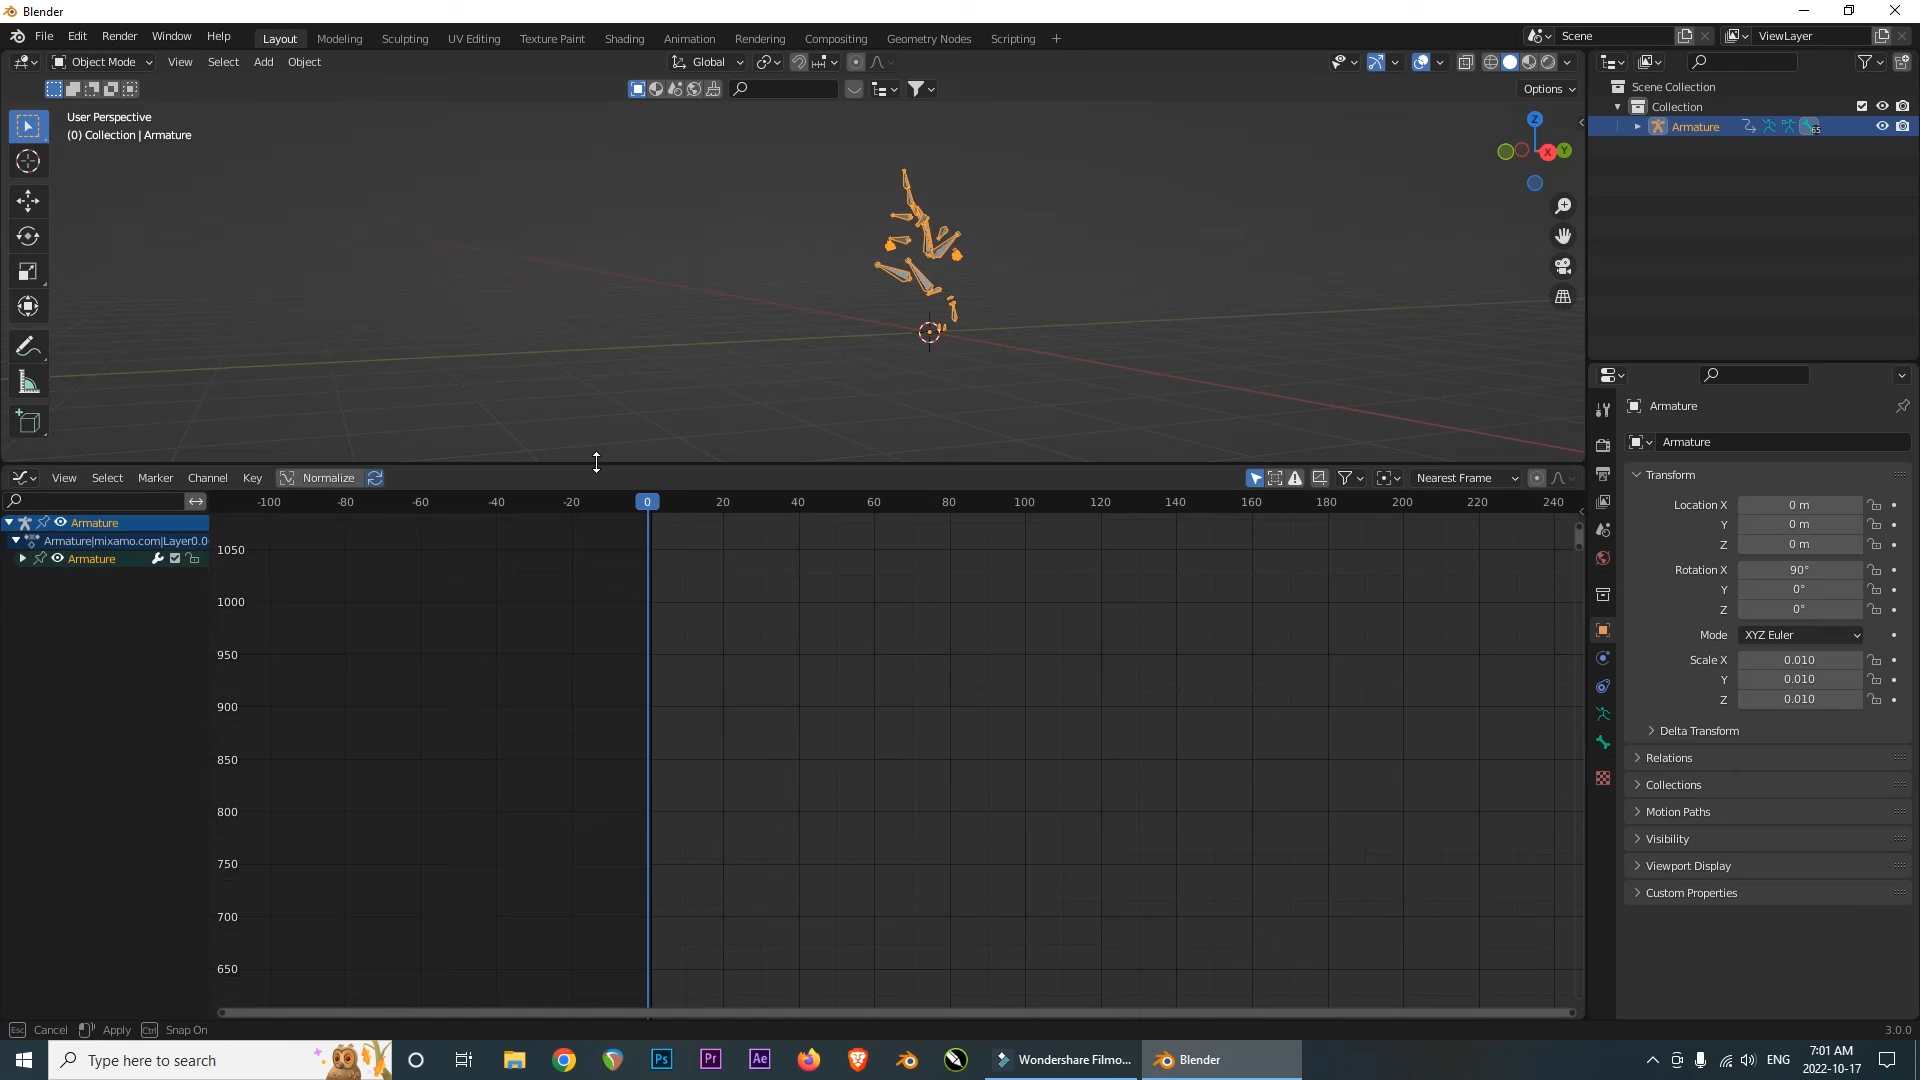 Blender
File Edit Render Window Help
Layout Modeling Sculpting UV Editing Texture Paint Shading Animation Rendering Compositing Geometry Nodes Scripting +
Scene
ViewLayer
Object Mode View Select Add Object
Global
Options
User Perspective
(0) Collection | Armature
Z
X
Y
Scene Collection
Collection
Armature
65
Armature
Armature
Transform
Location X 0 m
Y 0 m
Z 0 m
Rotation X 90°
Y 0°
Z 0°
Mode XYZ Euler
Scale X 0.010
Y 0.010
Z 0.010
Delta Transform
Relations
Collections
Motion Paths
Visibility
Viewport Display
Custom Properties
View Select Marker Channel Key Normalize
Nearest Frame
-100 -80 -60 -40 -20 0 20 40 60 80 100 120 140 160 180 200 220 240
Armature
Armature|mixamo.com|Layer0.0
Armature
1050
1000
950
900
850
800
750
700
650
Esc Cancel Apply Ctrl Snap On
3.0.0
Type here to search
Ps
Pr
Ae
Wondershare Filmo...
Blender
ENG
7:01 AM
2022-10-17